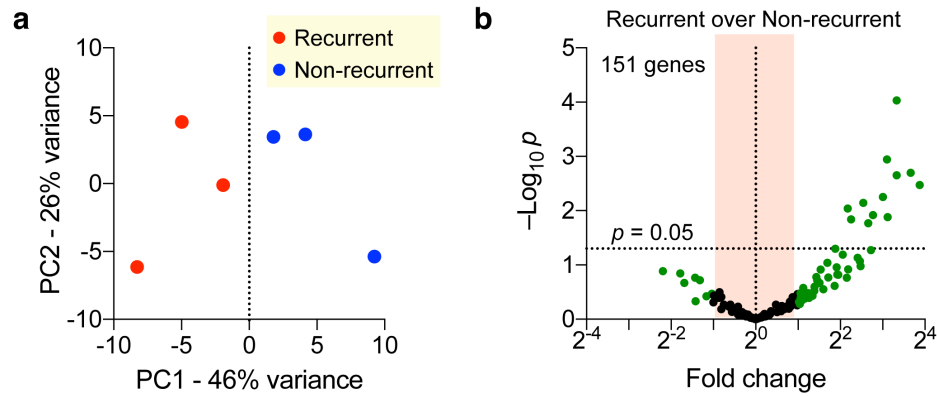 a
Recurrent
Non-recurrent
10
5
0
-5
-10
PC2 - 26% variance
-10
-5
0
5
10
PC1 - 46% variance
b
Recurrent over Non-recurrent
151 genes
5
4
3
2
1
0
–Log10 p
p = 0.05
2-4
2-2
20
22
24
Fold change